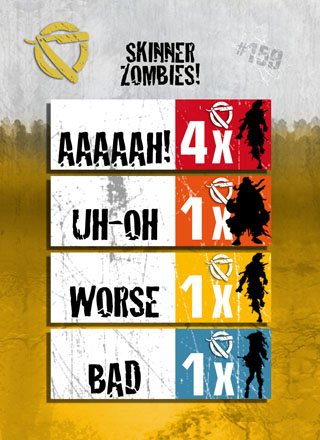 SKINNER
ZOMBIES!
#159
AAAAAH! 4X
UH-OH 1X
WORSE 1X
BAD 1X